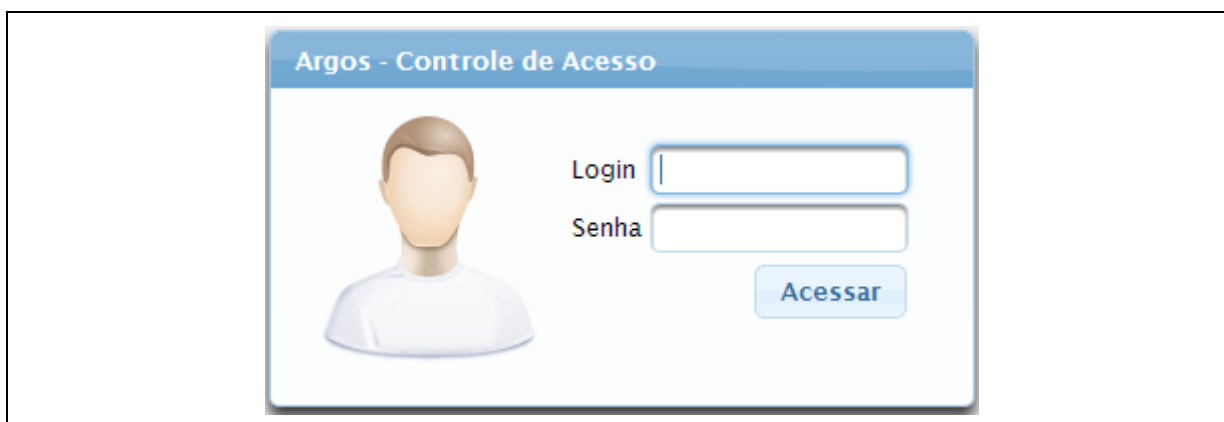 Argos - Controle de Acesso
Login
Senha
Acessar